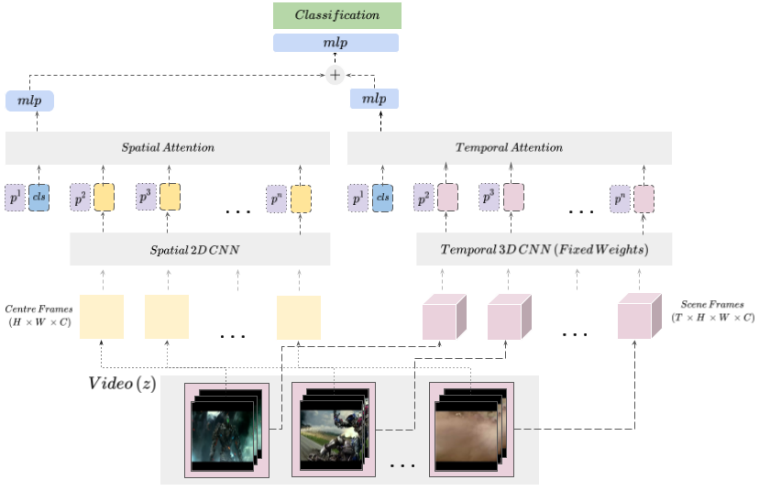 Classification
mlp
+
mlp
mlp
Spatial Attention
Temporal Attention
p¹ cls p² p³ ... pⁿ
p¹ cls p² p³ ... pⁿ
Spatial 2D CNN
Temporal 3D CNN (Fixed Weights)
Centre Frames
(H × W × C)
...
...
Scene Frames
(T × H × W × C)
Video (z)
...